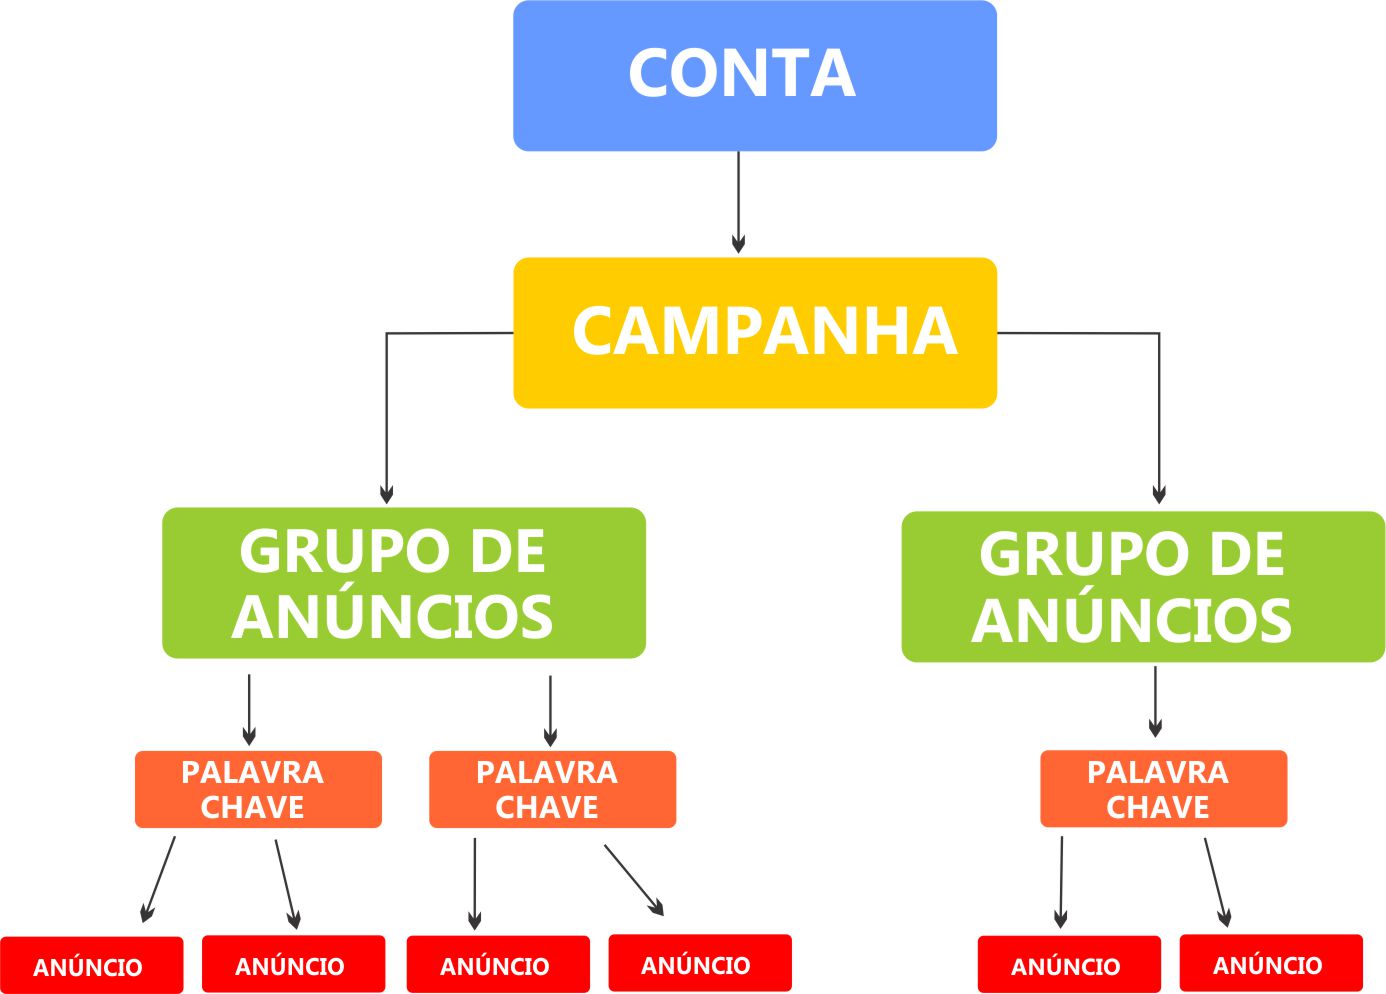 CONTA
CAMPANHA
GRUPO DE
ANÚNCIOS
GRUPO DE
ANÚNCIOS
PALAVRA
CHAVE
PALAVRA
CHAVE
PALAVRA
CHAVE
ANÚNCIO
ANÚNCIO
ANÚNCIO
ANÚNCIO
ANÚNCIO
ANÚNCIO